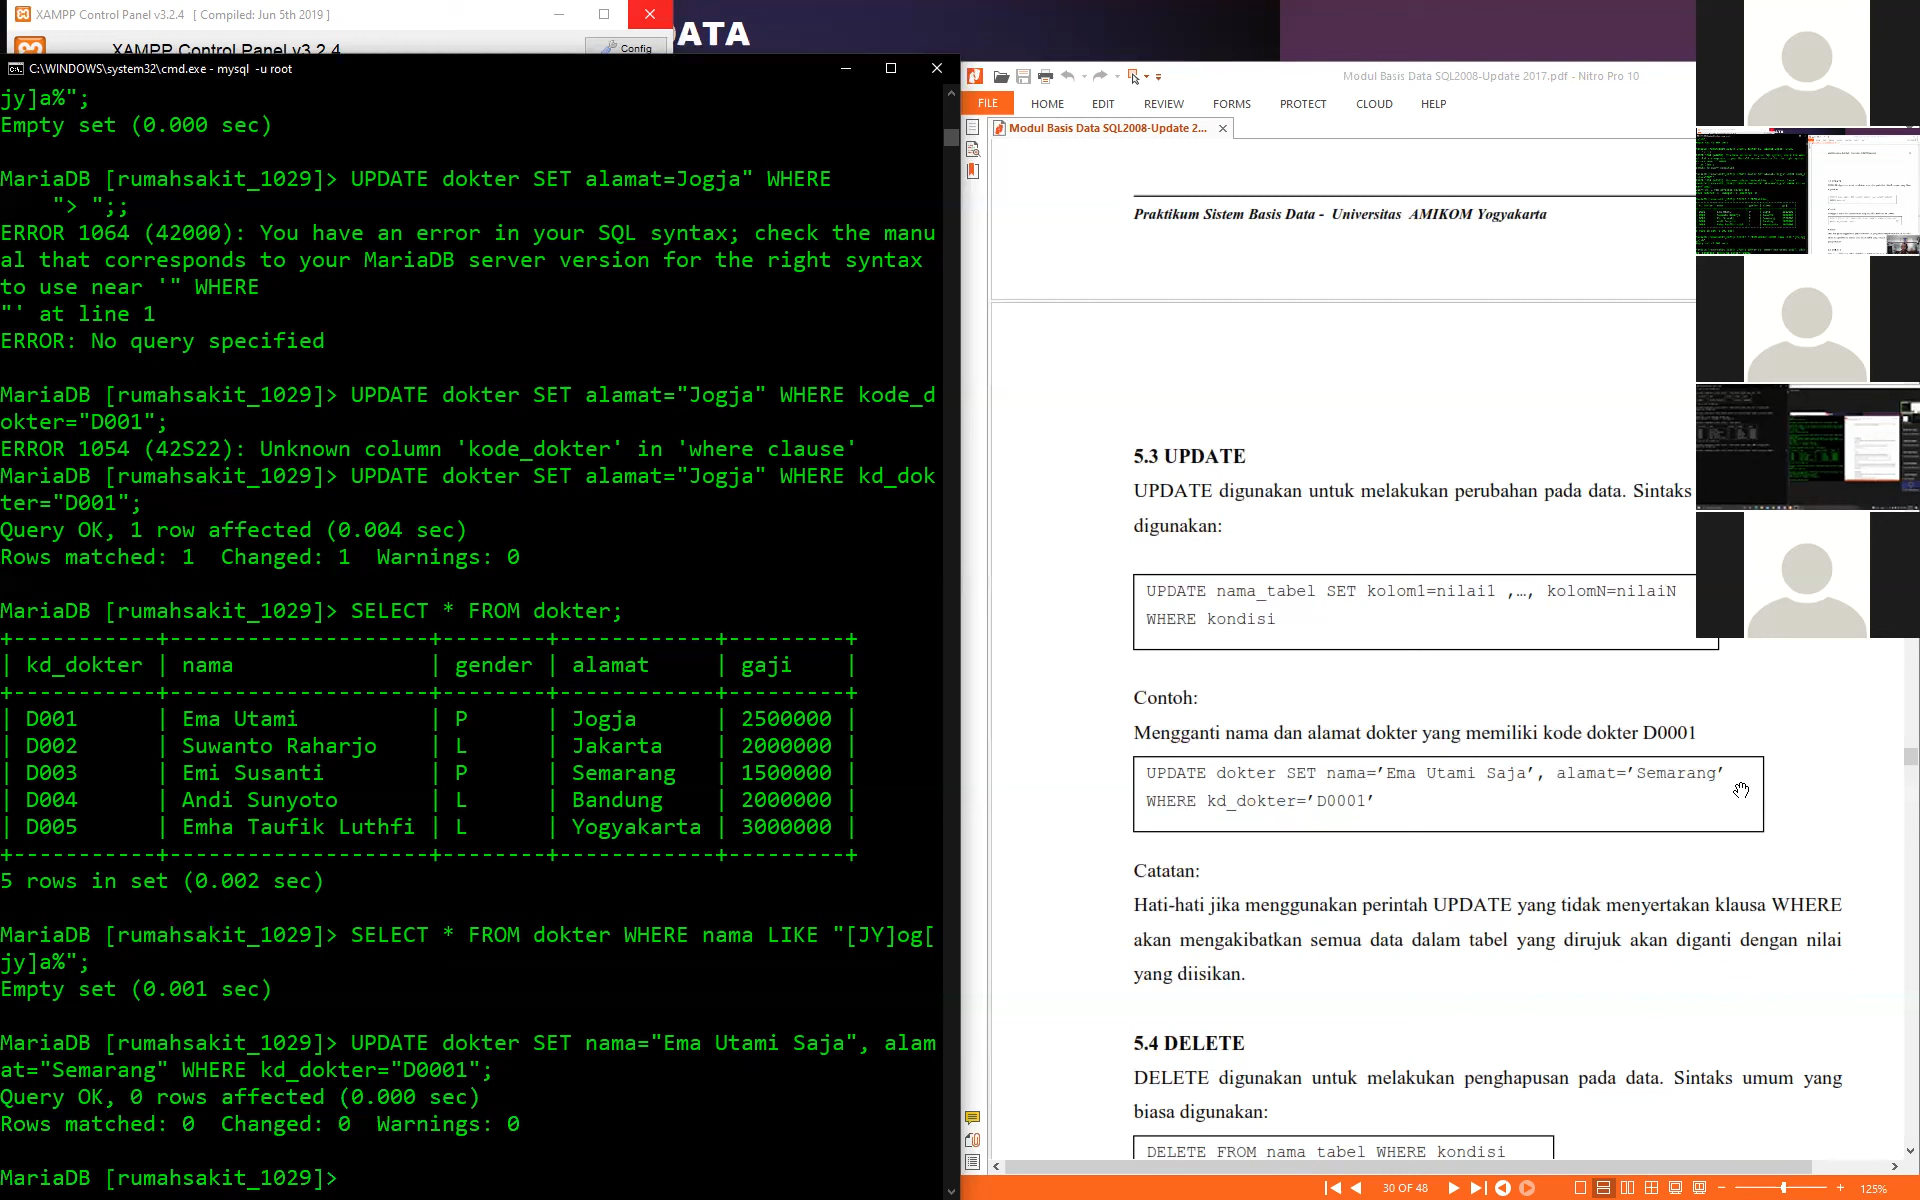 XAMPP Control Panel v3.2.4 [ Compiled: Jun 5th 2019 ]
XAMPP Control Panel v3.2.4
Config
ATA
C:\WINDOWS\system32\cmd.exe - mysql -u root
jy]a%";
Empty set (0.000 sec)
MariaDB [rumahsakit_1029]> UPDATE dokter SET alamat=Jogja" WHERE
"> ";;
ERROR 1064 (42000): You have an error in your SQL syntax; check the manu
al that corresponds to your MariaDB server version for the right syntax
to use near '" WHERE
"' at line 1
ERROR: No query specified
MariaDB [rumahsakit_1029]> UPDATE dokter SET alamat="Jogja" WHERE kode_d
okter="D001";
ERROR 1054 (42S22): Unknown column 'kode_dokter' in 'where clause'
MariaDB [rumahsakit_1029]> UPDATE dokter SET alamat="Jogja" WHERE kd_dok
ter="D001";
Query OK, 1 row affected (0.004 sec)
Rows matched: 1 Changed: 1 Warnings: 0
MariaDB [rumahsakit_1029]> SELECT * FROM dokter;
+-----------+--------------------+--------+------------+---------+
| kd_dokter | nama | gender | alamat | gaji |
+-----------+--------------------+--------+------------+---------+
| D001 | Ema Utami | P | Jogja | 2500000 |
| D002 | Suwanto Raharjo | L | Jakarta | 2000000 |
| D003 | Emi Susanti | P | Semarang | 1500000 |
| D004 | Andi Sunyoto | L | Bandung | 2000000 |
| D005 | Emha Taufik Luthfi | L | Yogyakarta | 3000000 |
+-----------+--------------------+--------+------------+---------+
5 rows in set (0.002 sec)
MariaDB [rumahsakit_1029]> SELECT * FROM dokter WHERE nama LIKE "[JY]og[
jy]a%";
Empty set (0.001 sec)
MariaDB [rumahsakit_1029]> UPDATE dokter SET nama="Ema Utami Saja", alam
at="Semarang" WHERE kd_dokter="D0001";
Query OK, 0 rows affected (0.000 sec)
Rows matched: 0 Changed: 0 Warnings: 0
MariaDB [rumahsakit_1029]>
Modul Basis Data SQL2008-Update 2017.pdf - Nitro Pro 10
FILE HOME EDIT REVIEW FORMS PROTECT CLOUD HELP
Modul Basis Data SQL2008-Update 2...
Praktikum Sistem Basis Data - Universitas AMIKOM Yogyakarta
5.3 UPDATE
UPDATE digunakan untuk melakukan perubahan pada data. Sintaks
digunakan:
UPDATE nama_tabel SET kolom1=nilai1 ,…, kolomN=nilaiN
WHERE kondisi
Contoh:
Mengganti nama dan alamat dokter yang memiliki kode dokter D0001
UPDATE dokter SET nama=’Ema Utami Saja’, alamat=’Semarang’
WHERE kd_dokter=’D0001’
Catatan:
Hati-hati jika menggunakan perintah UPDATE yang tidak menyertakan klausa WHERE
akan mengakibatkan semua data dalam tabel yang dirujuk akan diganti dengan nilai
yang diisikan.
5.4 DELETE
DELETE digunakan untuk melakukan penghapusan pada data. Sintaks umum yang
biasa digunakan:
DELETE FROM nama_tabel WHERE kondisi
30 OF 48
125%